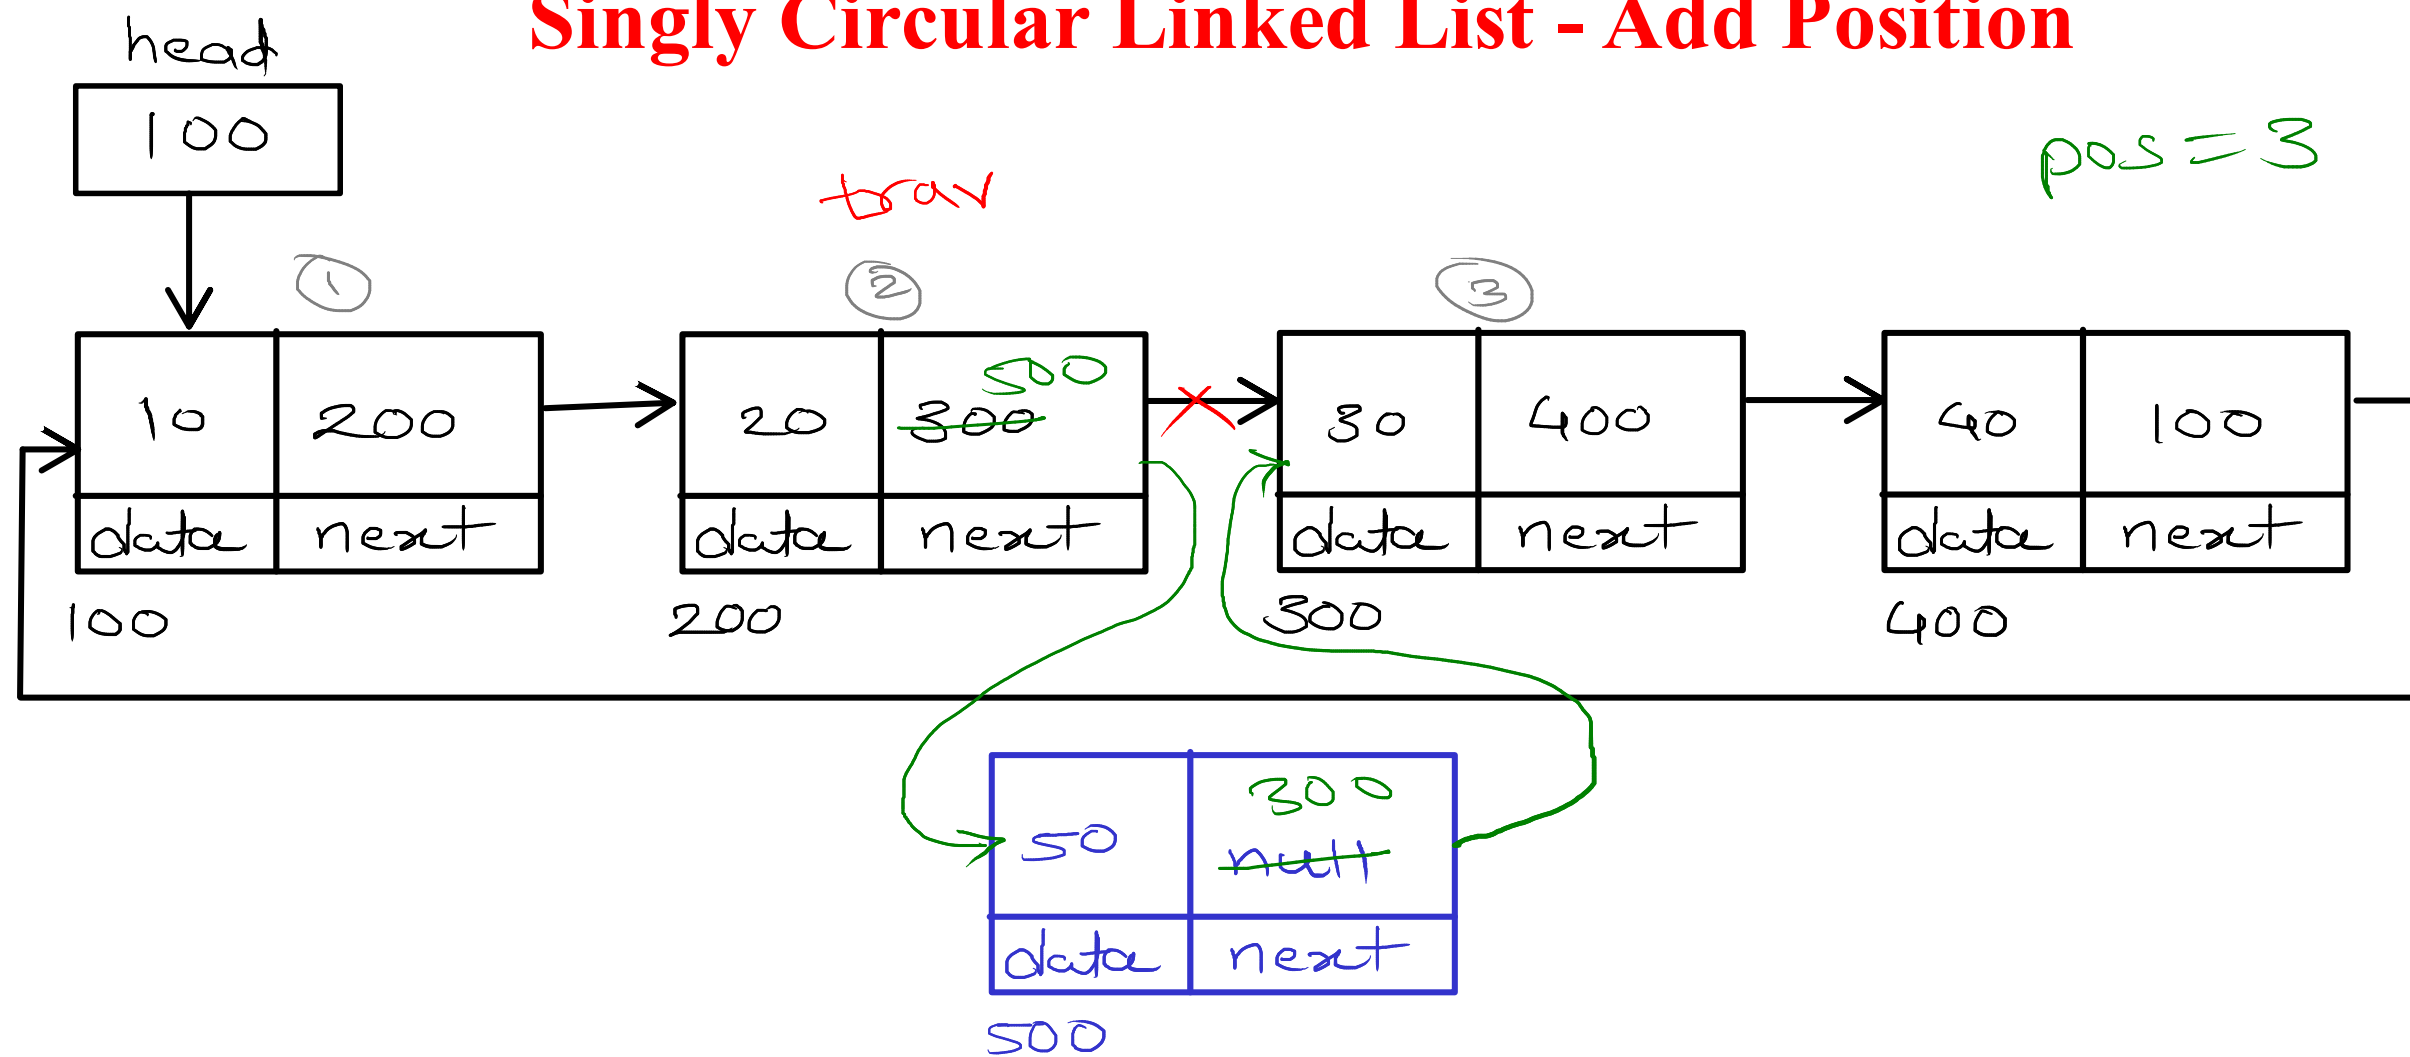 Singly Circular Linked List - Add Position
head
100
pos = 3
trav
1 2 3
500
10 200 20 300 30 400 40 100
data next data next data next data next
100 200 300 400
300
50 null
data next
500